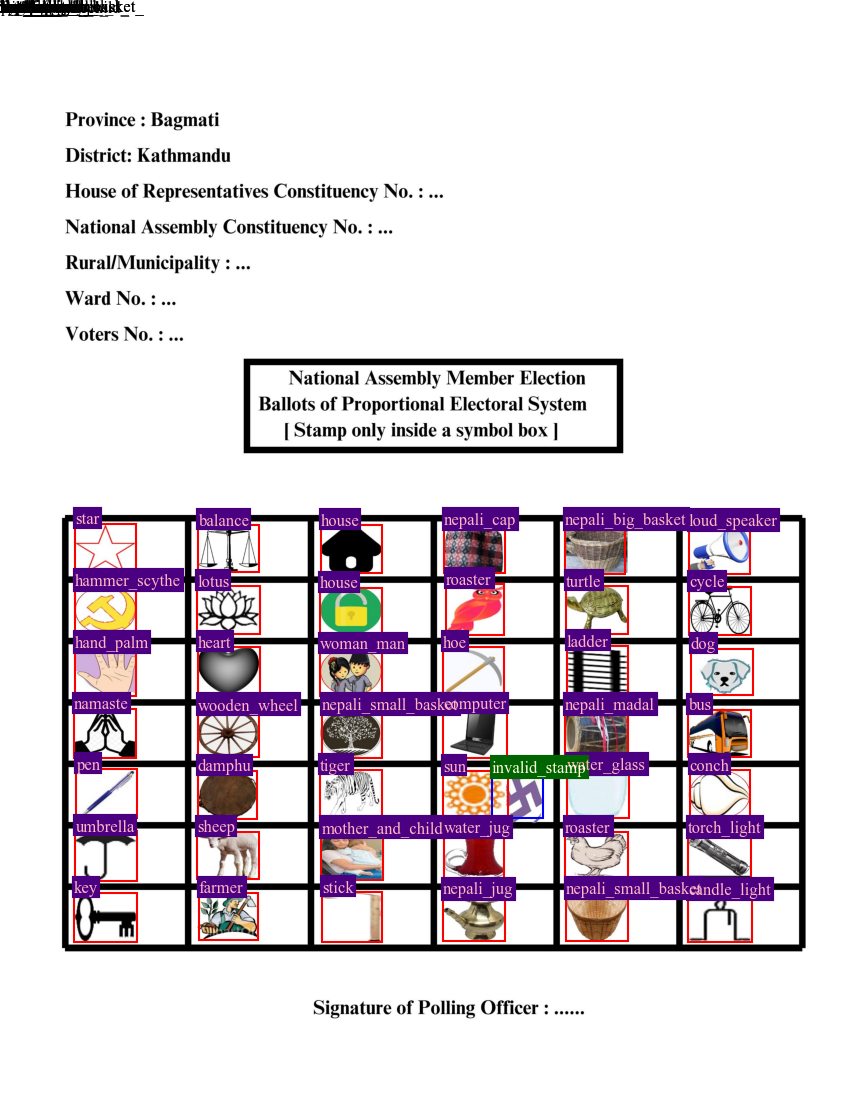 Province : Bagmati
District: Kathmandu
House of Representatives Constituency No. : ...
National Assembly Constituency No. : ...
Rural/Municipality : ...
Ward No. : ...
Voters No. : ...
National Assembly Member Election
Ballots of Proportional Electoral System
[ Stamp only inside a symbol box ]
star balance house nepali_cap nepali_big_basket loud_speaker
hammer_scythe lotus house roaster turtle cycle
hand_palm heart woman_man hoe ladder dog
namaste wooden_wheel nepali_small_basket computer nepali_madal bus
pen damphu tiger sun invalid_stamp water_glass conch
umbrella sheep mother_and_child water_jug roaster torch_light
key farmer stick nepali_jug nepali_small_basket candle_light
Signature of Polling Officer : ......